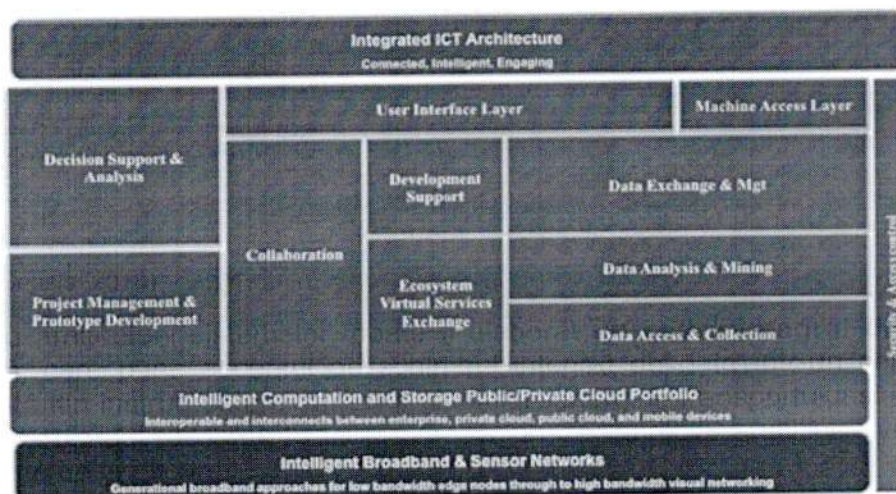 Integrated ICT Architecture
Connected, Intelligent, Engaging
User Interface Layer
Machine Access Layer
Decision Support &
Analysis
Development
Support
Data Exchange & Mgt
Collaboration
Ecosystem
Virtual Services
Exchange
Data Analysis & Mining
Project Management &
Prototype Development
Data Access & Collection
Intelligent Computation and Storage Public/Private Cloud Portfolio
Interoperable and interconnects between enterprise, private cloud, public cloud, and mobile devices
Intelligent Broadband & Sensor Networks
Generational broadband approaches for low bandwidth edge nodes through to high bandwidth visual networking